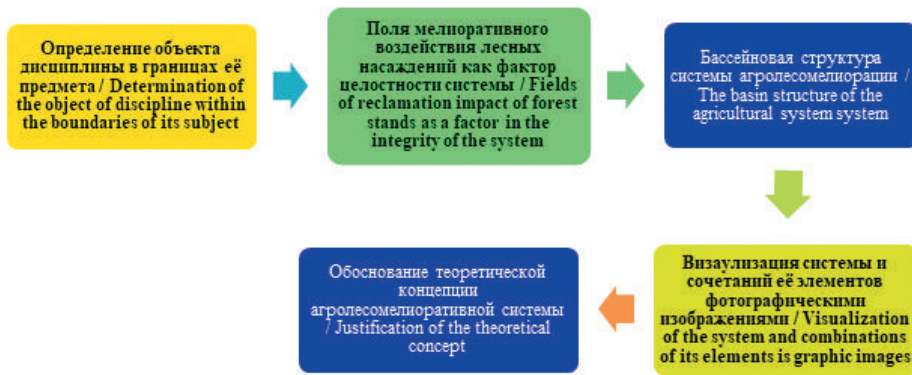 Определение объекта
дисциплины в границах её
предмета / Determination of
the object of discipline within
the boundaries of its subject
Поля мелиоративного
воздействия лесных
насаждений как фактор
целостности системы / Fields
of reclamation impact of forest
stands as a factor in the
integrity of the system
Бассейновая структура
системы агролесомелиорации /
The basin structure of the
agricultural system system
Визаулизация системы и
сочетаний её элементов
фотографическими
изображениями / Visualization
of the system and combinations
of its elements is graphic images
Обоснование теоретической
концепции
агролесомелиоративной системы
/ Justification of the theoretical
concept